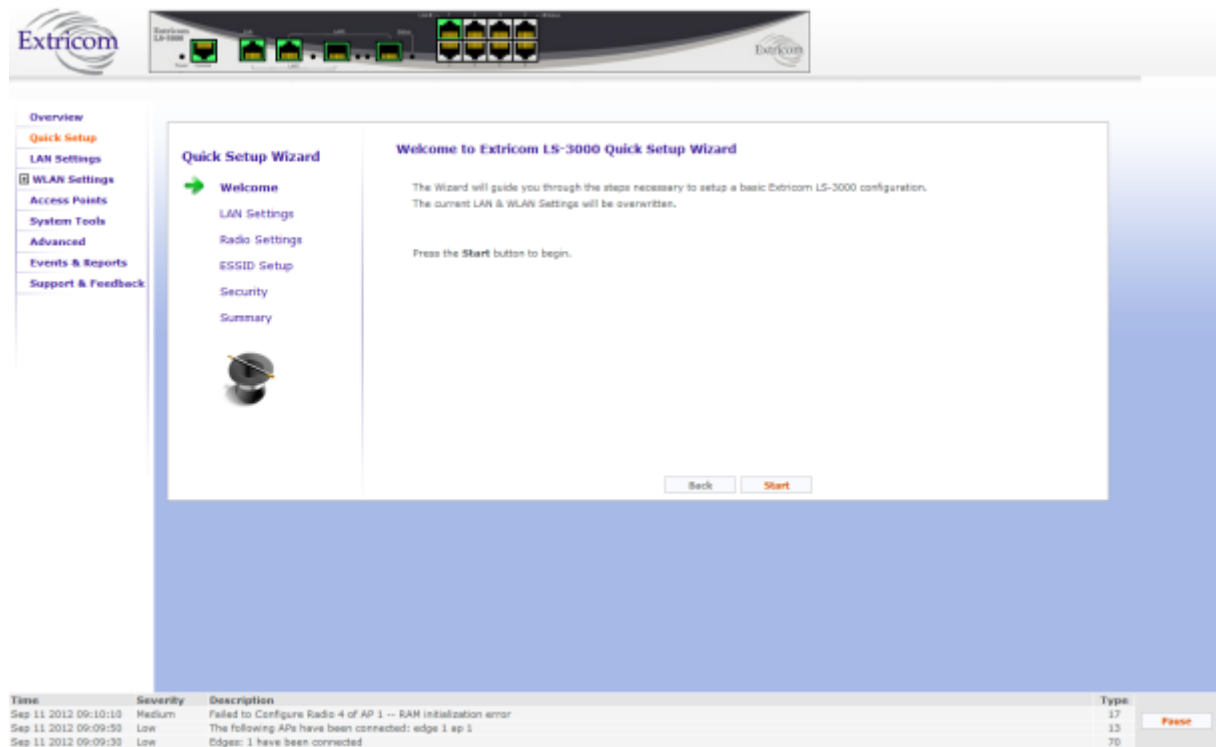 Extricom
Extricom
LS-3000
Extricom
Overview
Quick Setup
LAN Settings
WLAN Settings
Access Points
System Tools
Advanced
Events & Reports
Support & Feedback
Quick Setup Wizard
Welcome
LAN Settings
Radio Settings
ESSID Setup
Security
Summary
Welcome to Extricom LS-3000 Quick Setup Wizard
The Wizard will guide you through the steps necessary to setup a basic Extricom LS-3000 configuration.
The current LAN & WLAN Settings will be overwritten.
Press the Start button to begin.
Back Start
Time Severity Description Type
Sep 11 2012 09:10:10 Medium Failed to Configure Radio 4 of AP 1 -- RAM initialization error 17
Sep 11 2012 09:09:50 Low The following APs have been connected: edge 1 ap 1 13
Sep 11 2012 09:09:30 Low Edges: 1 have been connected 70
Pause